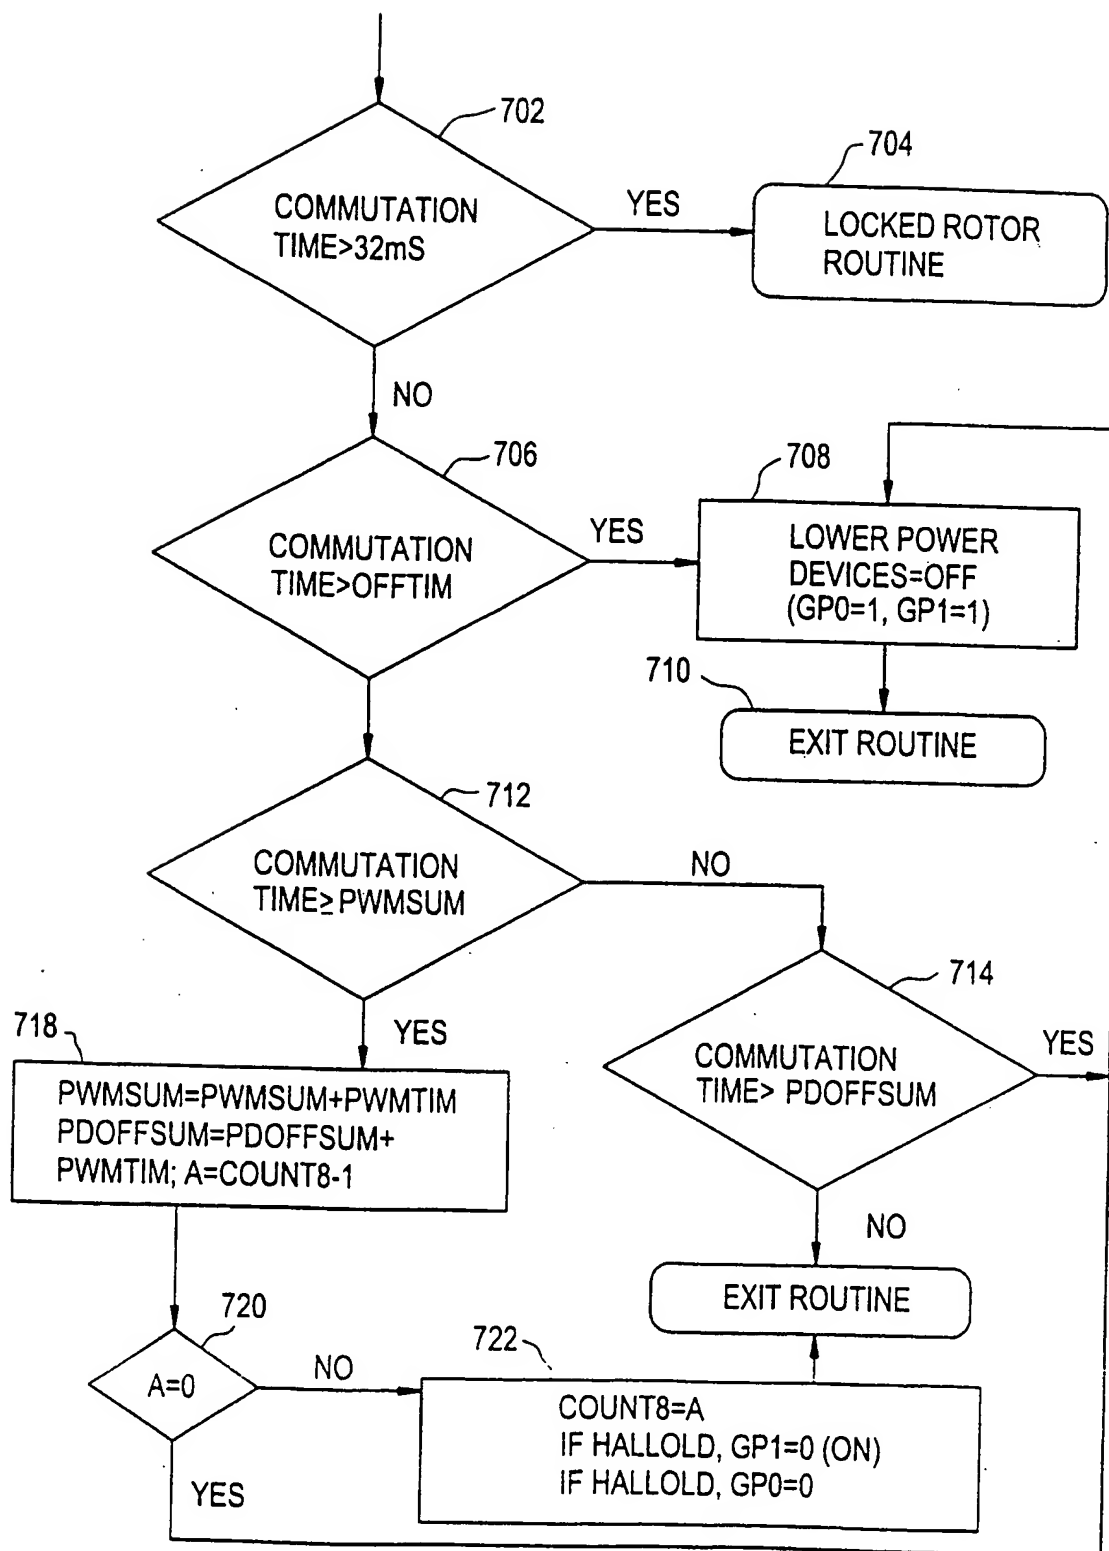 702
COMMUTATION
TIME>32mS
YES
704
LOCKED ROTOR
ROUTINE
NO
706
COMMUTATION
TIME>OFFTIM
YES
708
LOWER POWER
DEVICES=OFF
(GP0=1, GP1=1)
710
EXIT ROUTINE
712
COMMUTATION
TIME≥PWMSUM
NO
714
COMMUTATION
TIME> PDOFFSUM
YES
NO
EXIT ROUTINE
YES
718
PWMSUM=PWMSUM+PWMTIM
PDOFFSUM=PDOFFSUM+
PWMTIM; A=COUNT8-1
720
A=0
NO
722
COUNT8=A
IF HALLOLD, GP1=0 (ON)
IF HALLOLD, GP0=0
YES